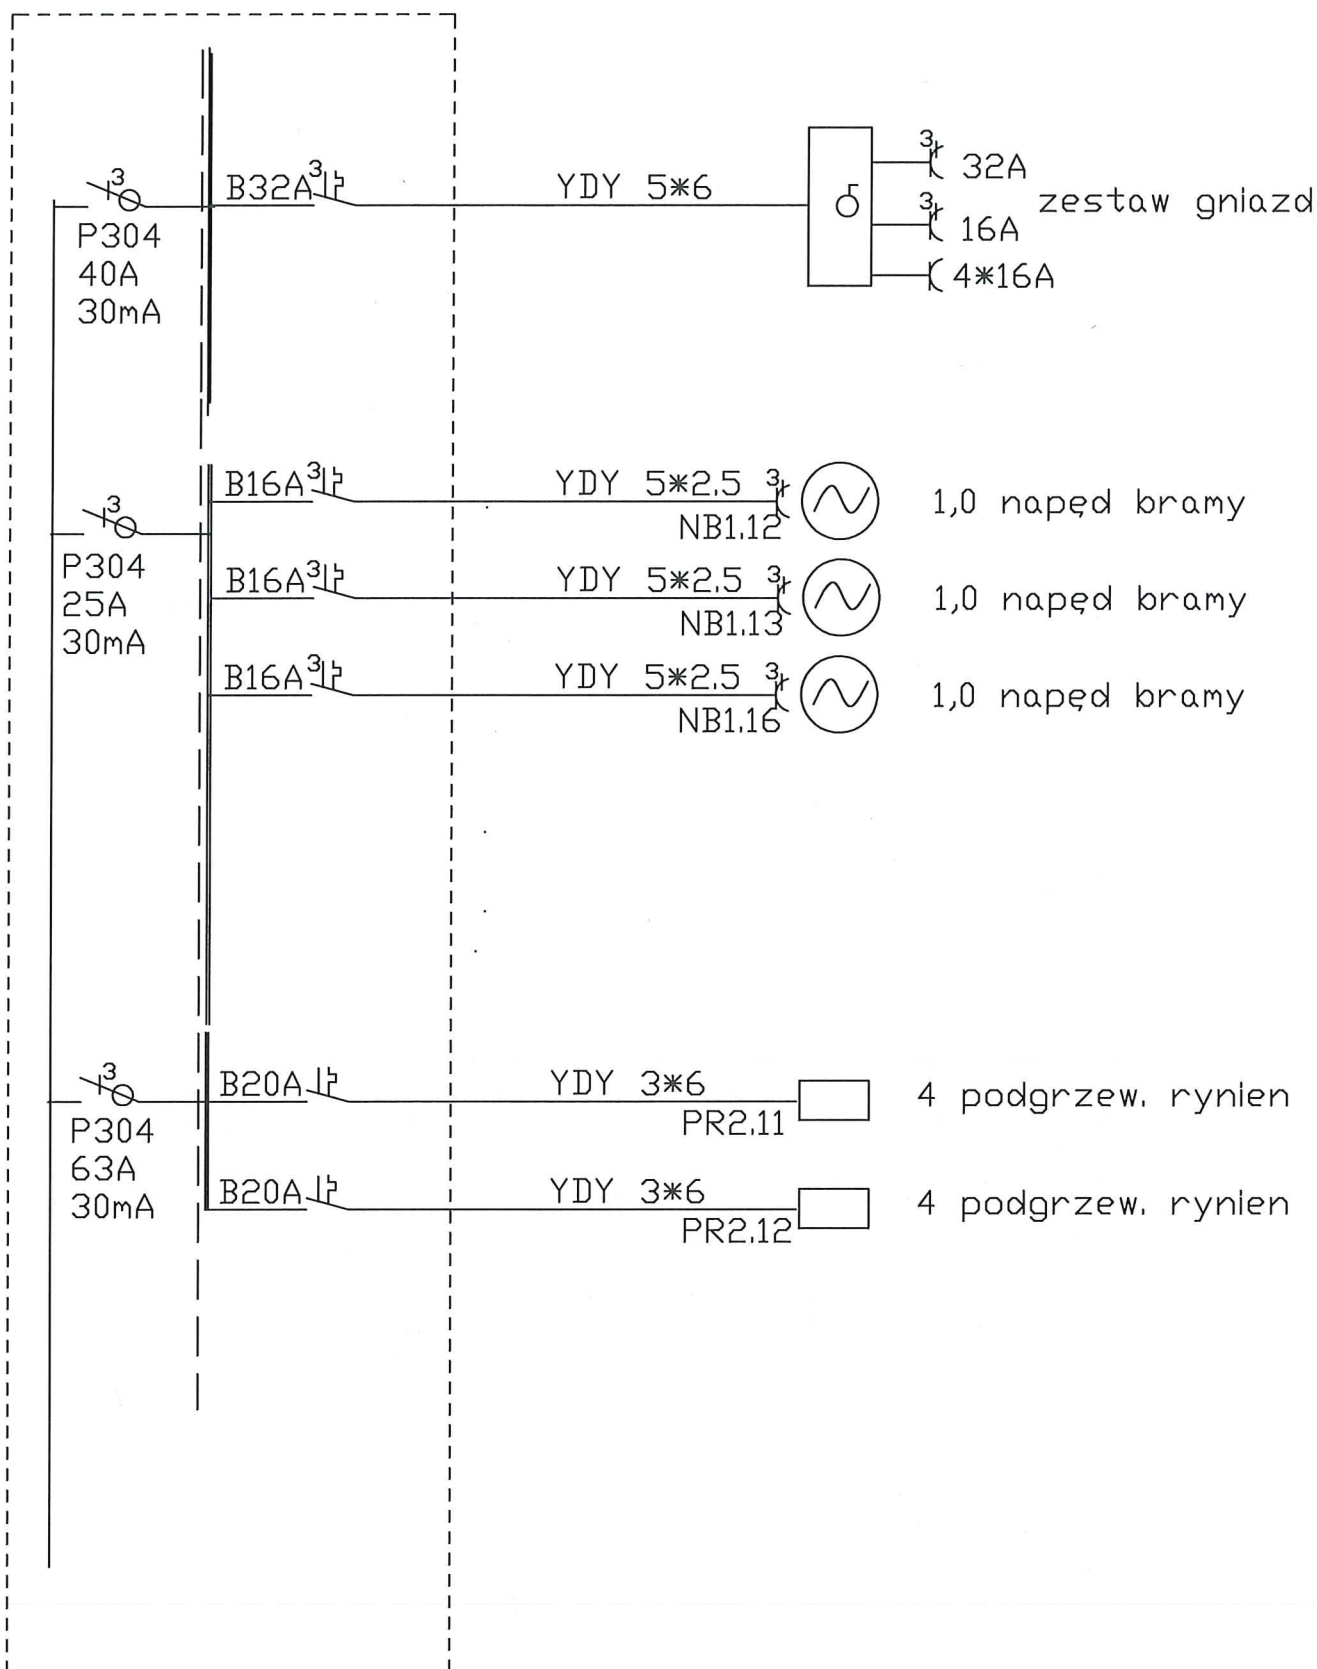 3
P304
40A
30mA
B32A 3
YDY 5*6
3
32A
3
16A
4*16A
zestaw gniazd
3
P304
25A
30mA
B16A 3
YDY 5*2.5 3
NB1.12
1,0 napęd bramy
B16A 3
YDY 5*2.5 3
NB1.13
1,0 napęd bramy
B16A 3
YDY 5*2.5 3
NB1.16
1,0 napęd bramy
3
P304
63A
30mA
B20A
YDY 3*6
PR2.11
4 podgrzew. rynien
B20A
YDY 3*6
PR2.12
4 podgrzew. rynien